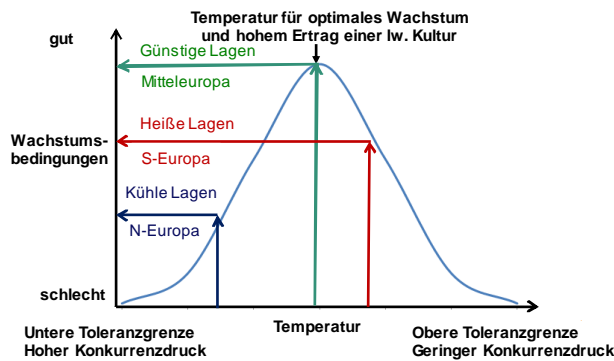 Temperatur für optimales Wachstum
und hohem Ertrag einer lw. Kultur
gut
Günstige Lagen
Mitteleuropa
Heiße Lagen
S-Europa
Wachstums-
bedingungen
Kühle Lagen
N-Europa
schlecht
Untere Toleranzgrenze
Hoher Konkurrenzdruck
Temperatur
Obere Toleranzgrenze
Geringer Konkurrenzdruck